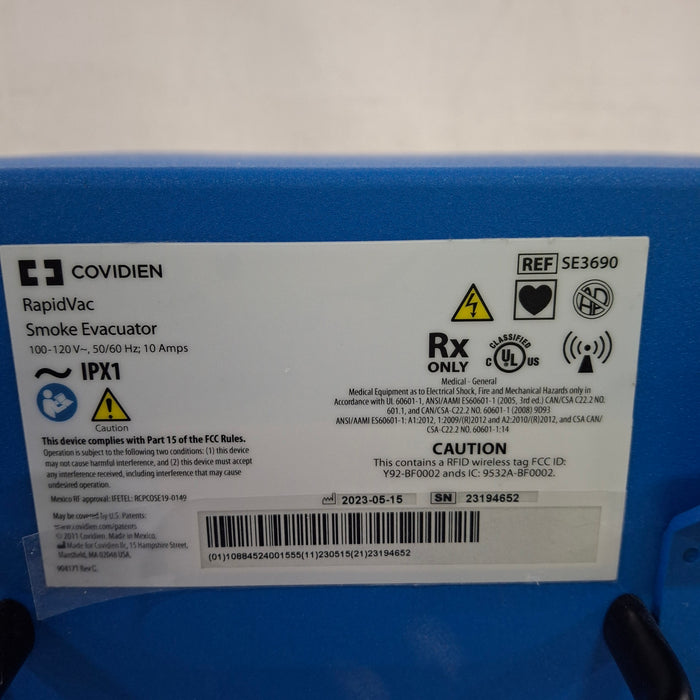 COVIDIEN
RapidVac
Smoke Evacuator
100-120 V~, 50/60 Hz; 10 Amps
IPX1
Caution
This device complies with Part 15 of the FCC Rules.
Operation is subject to the following two conditions: (1) this device
may not cause harmful interference, and (2) this device must accept
any interference received, including interference that may cause
undesired operation.
Mexico RF approval: IFETEL: RCPCOSE19-0149
May be covered by U.S. Patents:
www.covidien.com/patents
© 2011 Covidien. Made in Mexico.
Made for Covidien llc, 15 Hampshire Street,
Mansfield, MA 02048 USA.
904171 Rev C
REF SE3690
AD
HF
Rx
ONLY
CLASSIFIED
C UL US
Medical - General
Medical Equipment as to Electrical Shock, Fire and Mechanical Hazards only in
Accordance with UL 60601-1, ANSI/AAMI ES60601-1 (2005, 3rd ed.) CAN/CSA C22.2 NO.
601.1, and CAN/CSA-C22.2 NO. 60601-1 (2008) 9D93
ANSI/AAMI ES60601-1: A1:2012, 1:2009/(R)2012 and A2:2010/(R)2012, and CSA CAN/
CSA-C22.2 NO. 60601-1:14
CAUTION
This contains a RFID wireless tag FCC ID:
Y92-BF0002 ands IC: 9532A-BF0002.
2023-05-15 SN 23194652
(01)10884524001555(11)230515(21)23194652